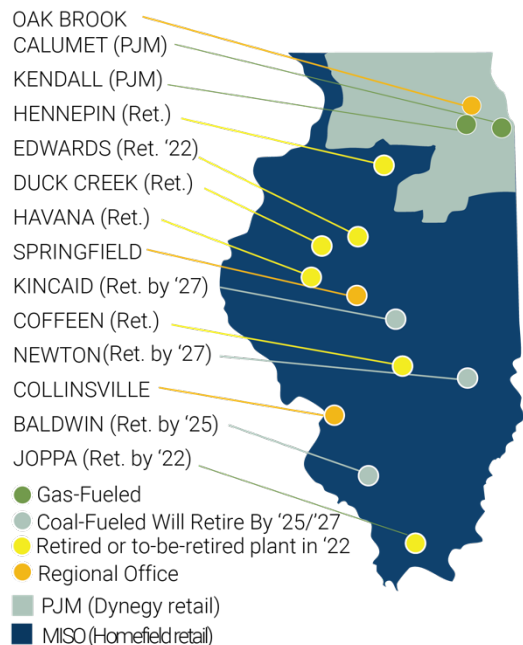 OAK BROOK
CALUMET (PJM)
KENDALL (PJM)
HENNEPIN (Ret.)
EDWARDS (Ret. ‘22)
DUCK CREEK (Ret.)
HAVANA (Ret.)
SPRINGFIELD
KINCAID (Ret. by ‘27)
COFFEEN (Ret.)
NEWTON(Ret. by ‘27)
COLLINSVILLE
BALDWIN (Ret. by ‘25)
JOPPA (Ret. by ‘22)
Gas-Fueled
Coal-Fueled Will Retire By ‘25/‘27
Retired or to-be-retired plant in ‘22
Regional Office
PJM (Dynegy retail)
MISO (Homefield retail)